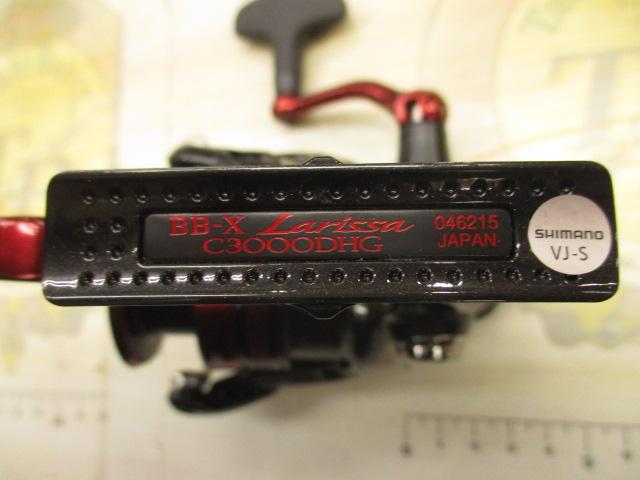 BB-X Larissa
C3000DHG
046215
JAPAN
SHIMANO
VJ-S